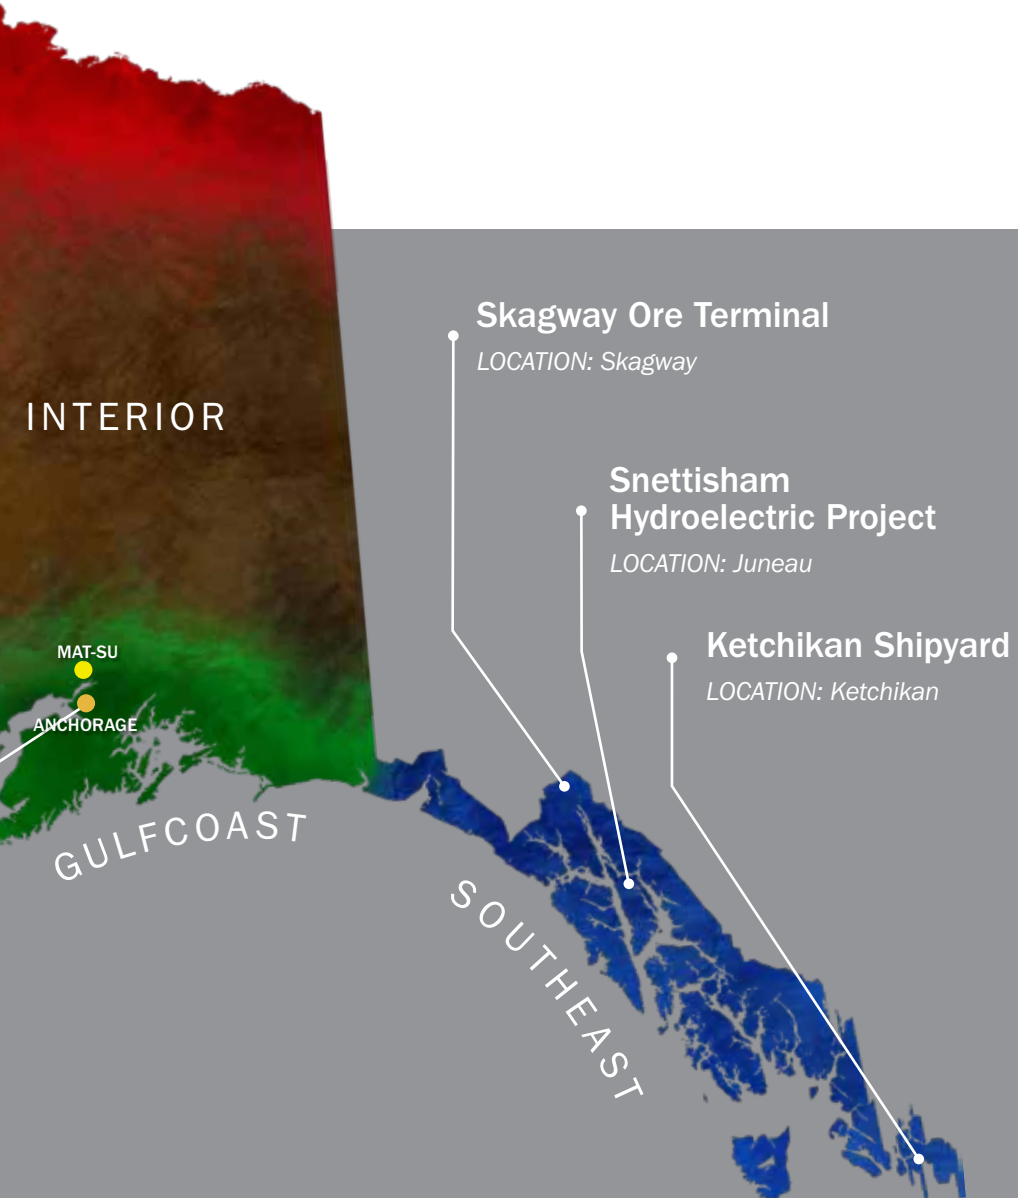 Skagway Ore Terminal
LOCATION: Skagway
INTERIOR
Snettisham
Hydroelectric Project
LOCATION: Juneau
Ketchikan Shipyard
LOCATION: Ketchikan
MAT-SU
ANCHORAGE
GULFCOAST
SOUTHEAST